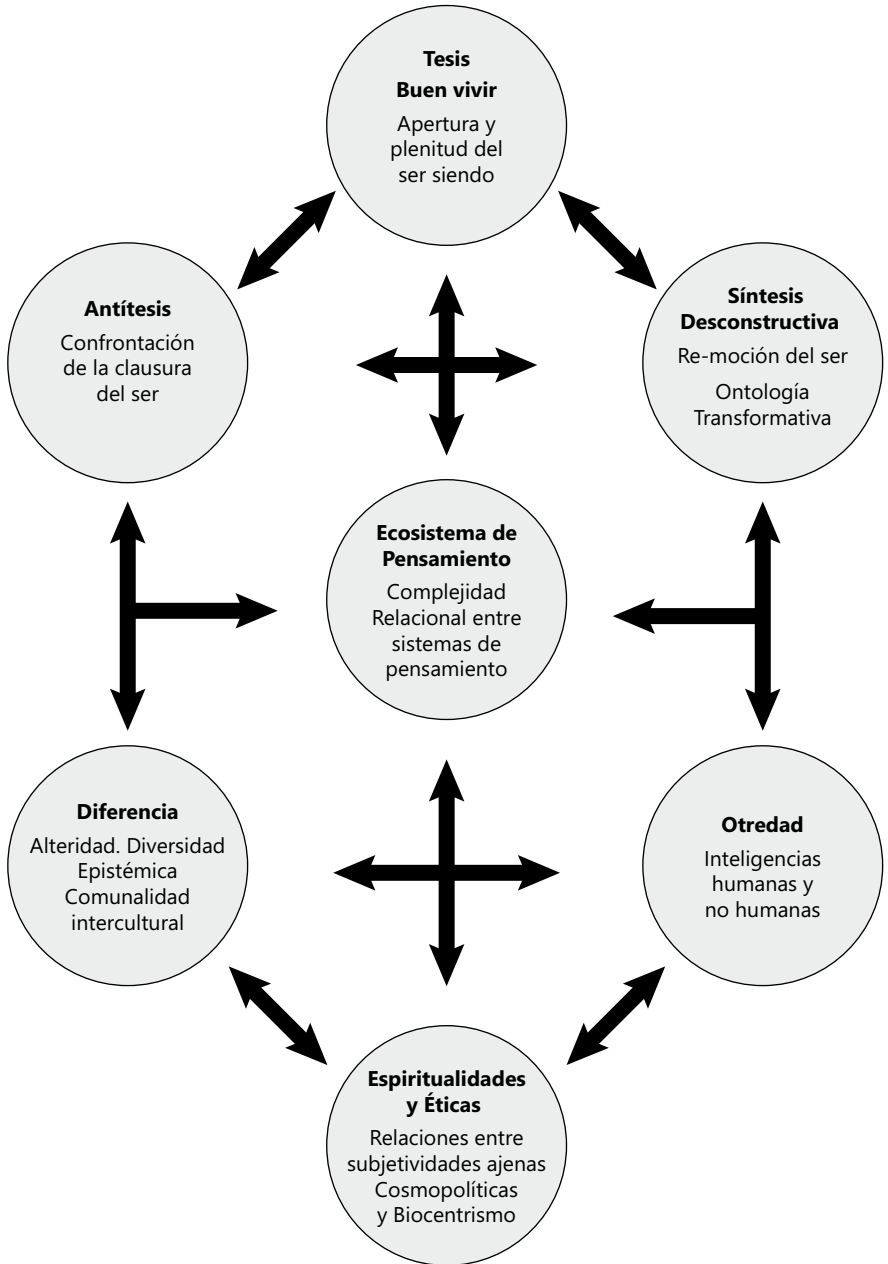 Tesis
Buen vivir
Apertura y
plenitud del
ser siendo
Antítesis
Confrontación
de la clausura
del ser
Síntesis
Desconstructiva
Re-moción del ser
Ontología
Transformativa
Ecosistema de
Pensamiento
Complejidad
Relacional entre
sistemas de
pensamiento
Diferencia
Alteridad. Diversidad
Epistémica
Comunalidad
intercultural
Otredad
Inteligencias
humanas y
no humanas
Espiritualidades
y Éticas
Relaciones entre
subjetividades ajenas
Cosmopolíticas
y Biocentrismo